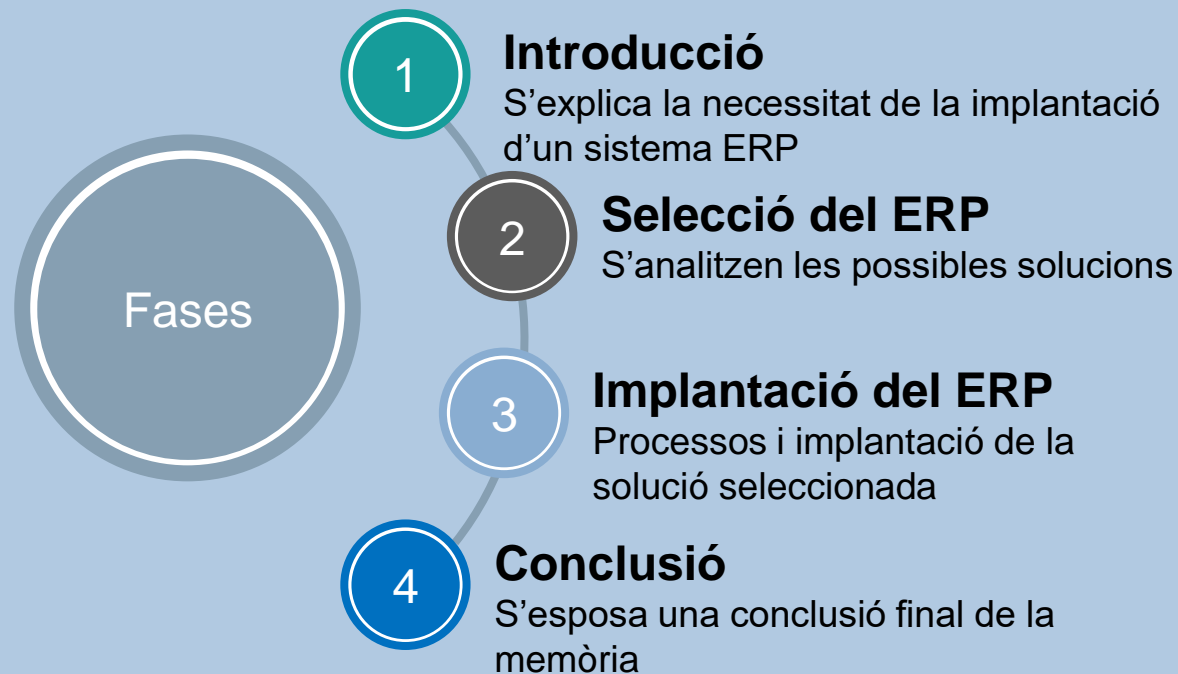 Fases
1
Introducció
S’explica la necessitat de la implantació
d’un sistema ERP
2
Selecció del ERP
S’analitzen les possibles solucions
3
Implantació del ERP
Processos i implantació de la
solució seleccionada
4
Conclusió
S’esposa una conclusió final de la
memòria